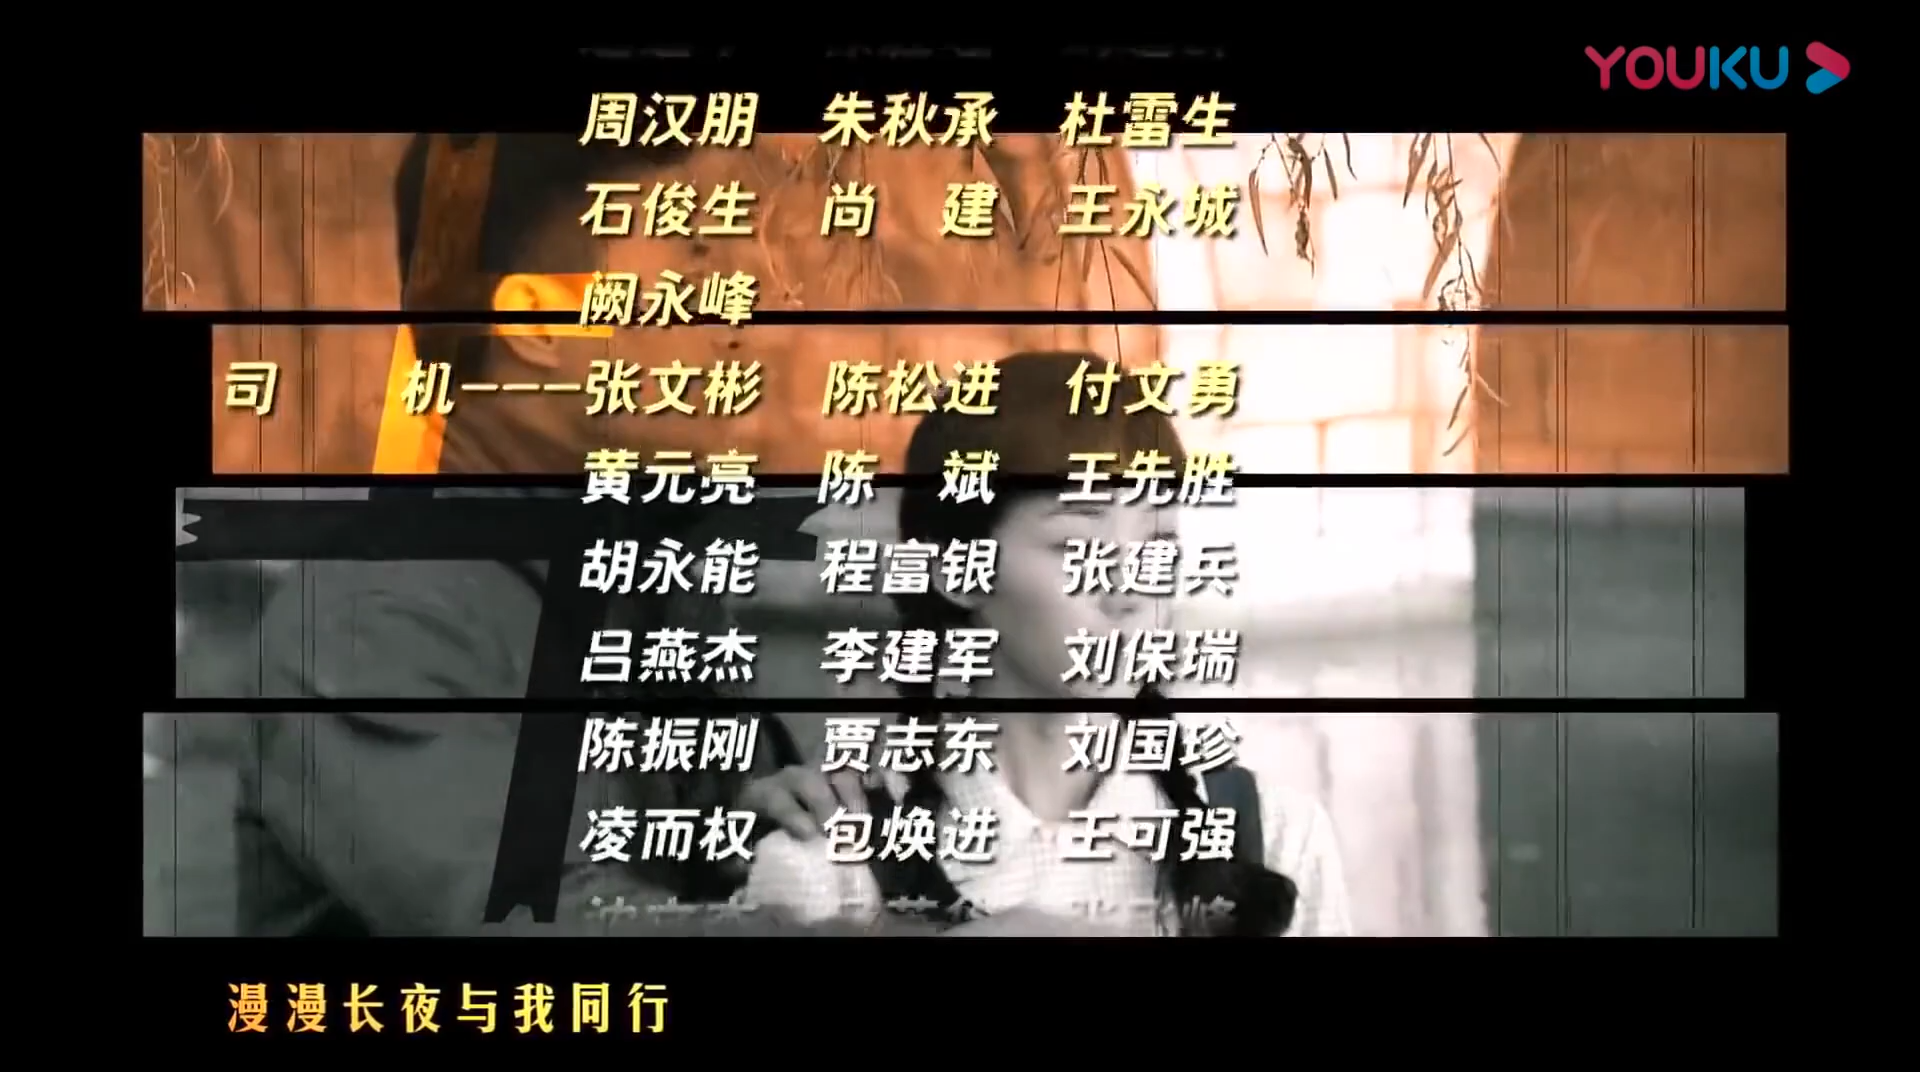 YOUKU
周汉朋 朱秋承 杜雷生
石俊生 尚 建 王永城
阙永峰
司 机———张文彬 陈松进 付文勇
黄元亮 陈 斌 王先胜
胡永能 程富银 张建兵
吕燕杰 李建军 刘保瑞
陈振刚 贾志东 刘国珍
凌而权 包焕进 王可强
漫漫长夜与我同行